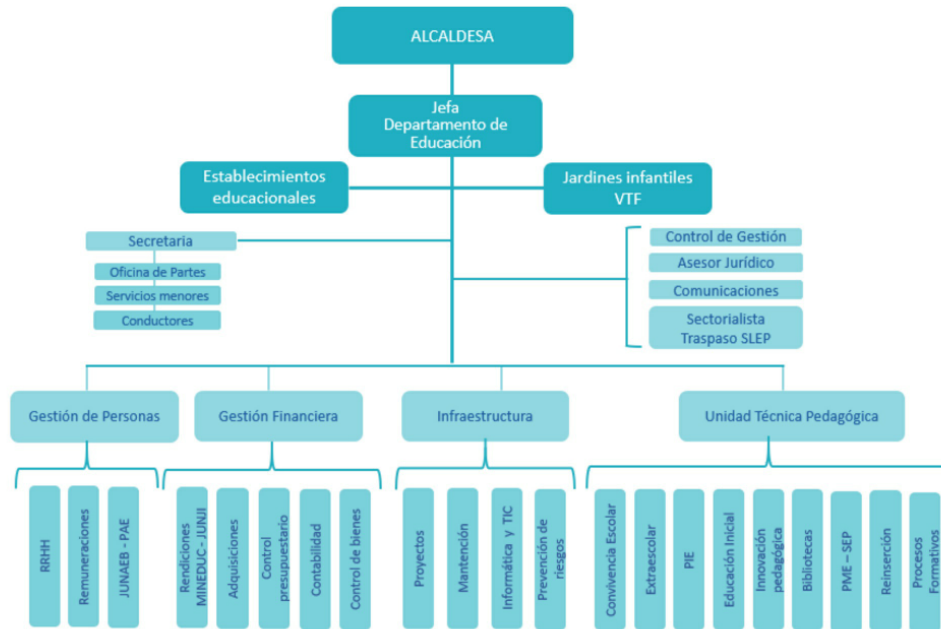 ALCALDESA
Jefa
Departamento de
Educación
Establecimientos
educacionales
Jardines infantiles
VTF
Secretaria
Oficina de Partes
Servicios menores
Conductores
Control de Gestión
Asesor Jurídico
Comunicaciones
Sectorialista
Traspaso SLEP
Gestión de Personas
Gestión Financiera
Infraestructura
Unidad Técnica Pedagógica
RRHH
Remuneraciones
JUNAEB - PAE
Rendiciones
MINEDUC - JUNJI
Adquisiciones
Control
presupuestario
Contabilidad
Control de bienes
Proyectos
Mantención
Informática y TIC
Prevención de
riesgos
Convivencia Escolar
Extraescolar
PIE
Educación Inicial
Innovación
pedagógica
Bibliotecas
PME – SEP
Reinserción
Procesos
Formativos